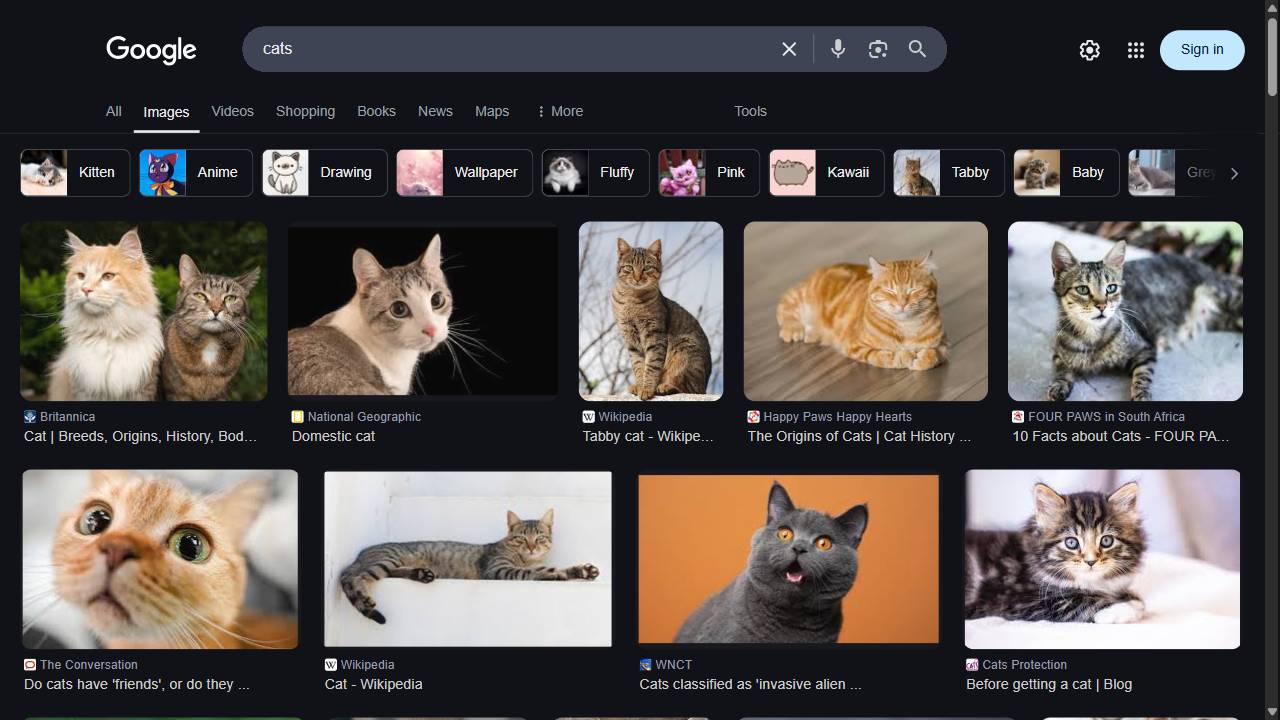 Google
cats
Sign in
All
Images
Videos
Shopping
Books
News
Maps
More
Tools
Kitten
Anime
Drawing
Wallpaper
Fluffy
Pink
Kawaii
Tabby
Baby
Grey
Britannica
Cat | Breeds, Origins, History, Bod...
National Geographic
Domestic cat
W Wikipedia
Tabby cat - Wikipe...
Happy Paws Happy Hearts
The Origins of Cats | Cat History ...
FOUR PAWS in South Africa
10 Facts about Cats - FOUR PA...
The Conversation
Do cats have 'friends', or do they ...
W Wikipedia
Cat - Wikipedia
WNCT
Cats classified as 'invasive alien ...
Cats Protection
Before getting a cat | Blog